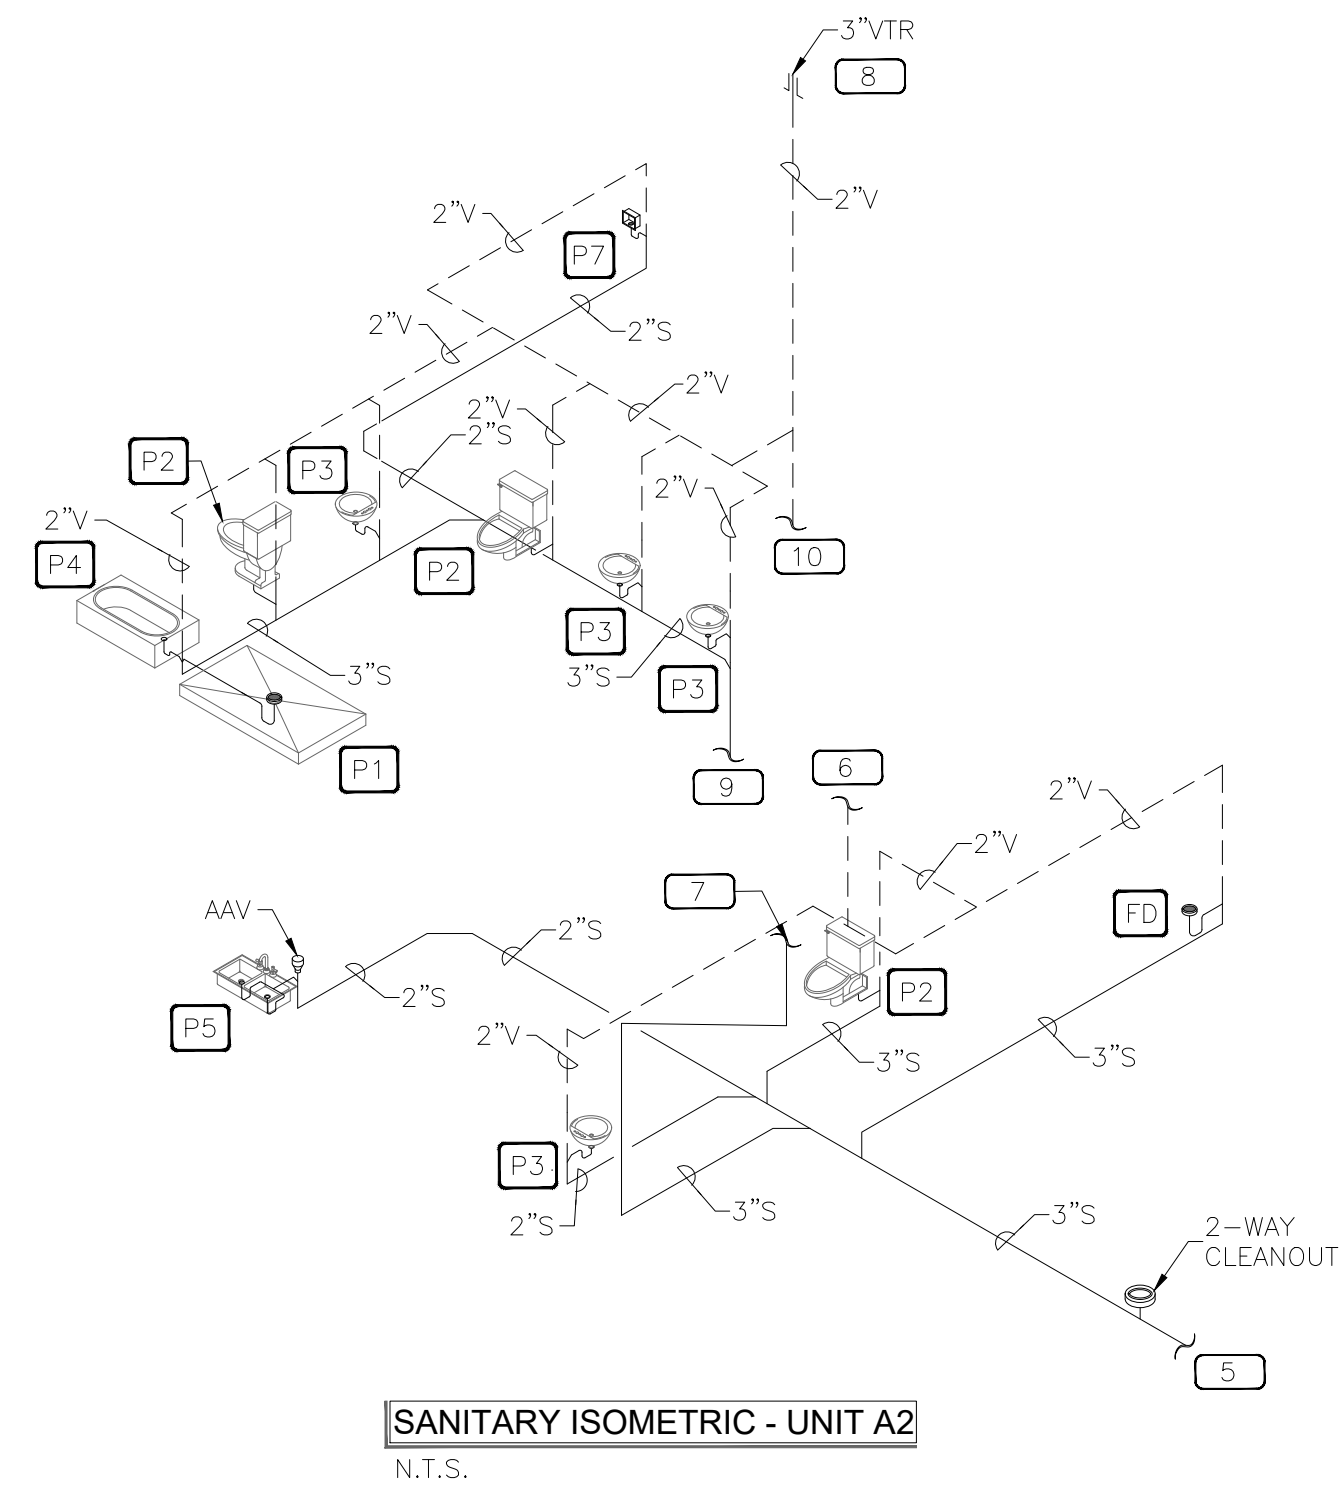 3”VTR
8
2”V
2”V
P7
2”V
2”S
2”V
2”V
2”S
P2
P3
2”V
2”V
P4
P2
10
P3
3”S
3”S
P3
P1
9
6
2”V
2”V
7
FD
AAV
2”S
2”S
P2
P5
2”V
3”S
3”S
P3
2”S
3”S
3”S
2-WAY
CLEANOUT
5
SANITARY ISOMETRIC - UNIT A2
N.T.S.